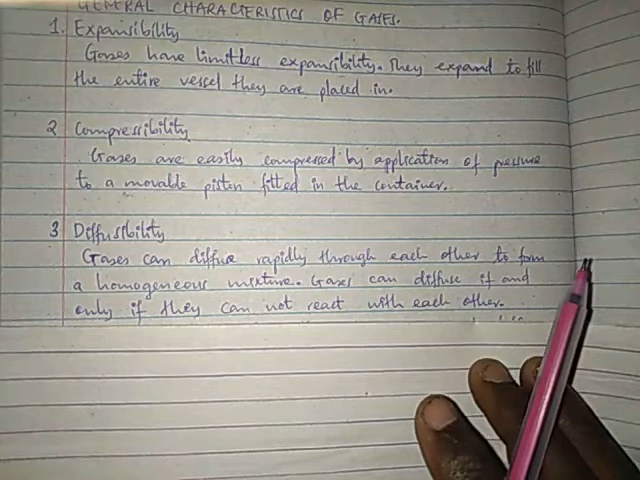 GENERAL CHARACTERISTICS OF GASES.
1. Expansibility
Gases have limitless expansibility. They expand to fill
the entire vessel they are placed in.
2 Compressibility
Gases are easily compressed by application of pressure
to a movable piston fitted in the container.
3 Diffusibility
Gases can diffuse rapidly through each other to form
a homogeneous mixture. Gases can diffuse if and
only if they can not react with each other.